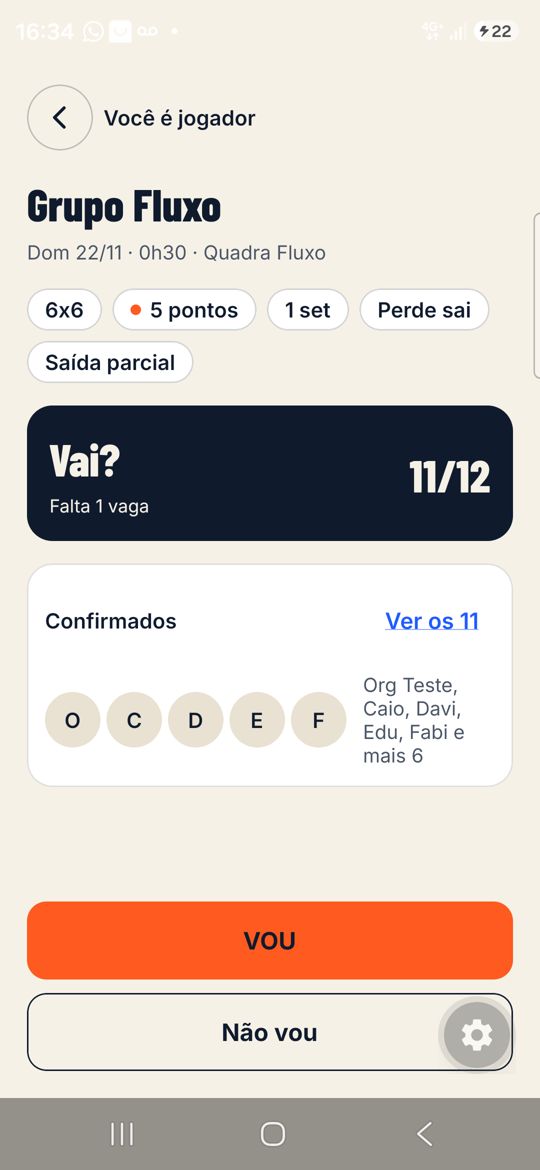 16:34
4G+
22
Você é jogador
Grupo Fluxo
Dom 22/11 · 0h30 · Quadra Fluxo
6x6
5 pontos
1 set
Perde sai
Saída parcial
Vai?
11/12
Falta 1 vaga
Confirmados
Ver os 11
O
C
D
E
F
Org Teste,
Caio, Davi,
Edu, Fabi e
mais 6
VOU
Não vou